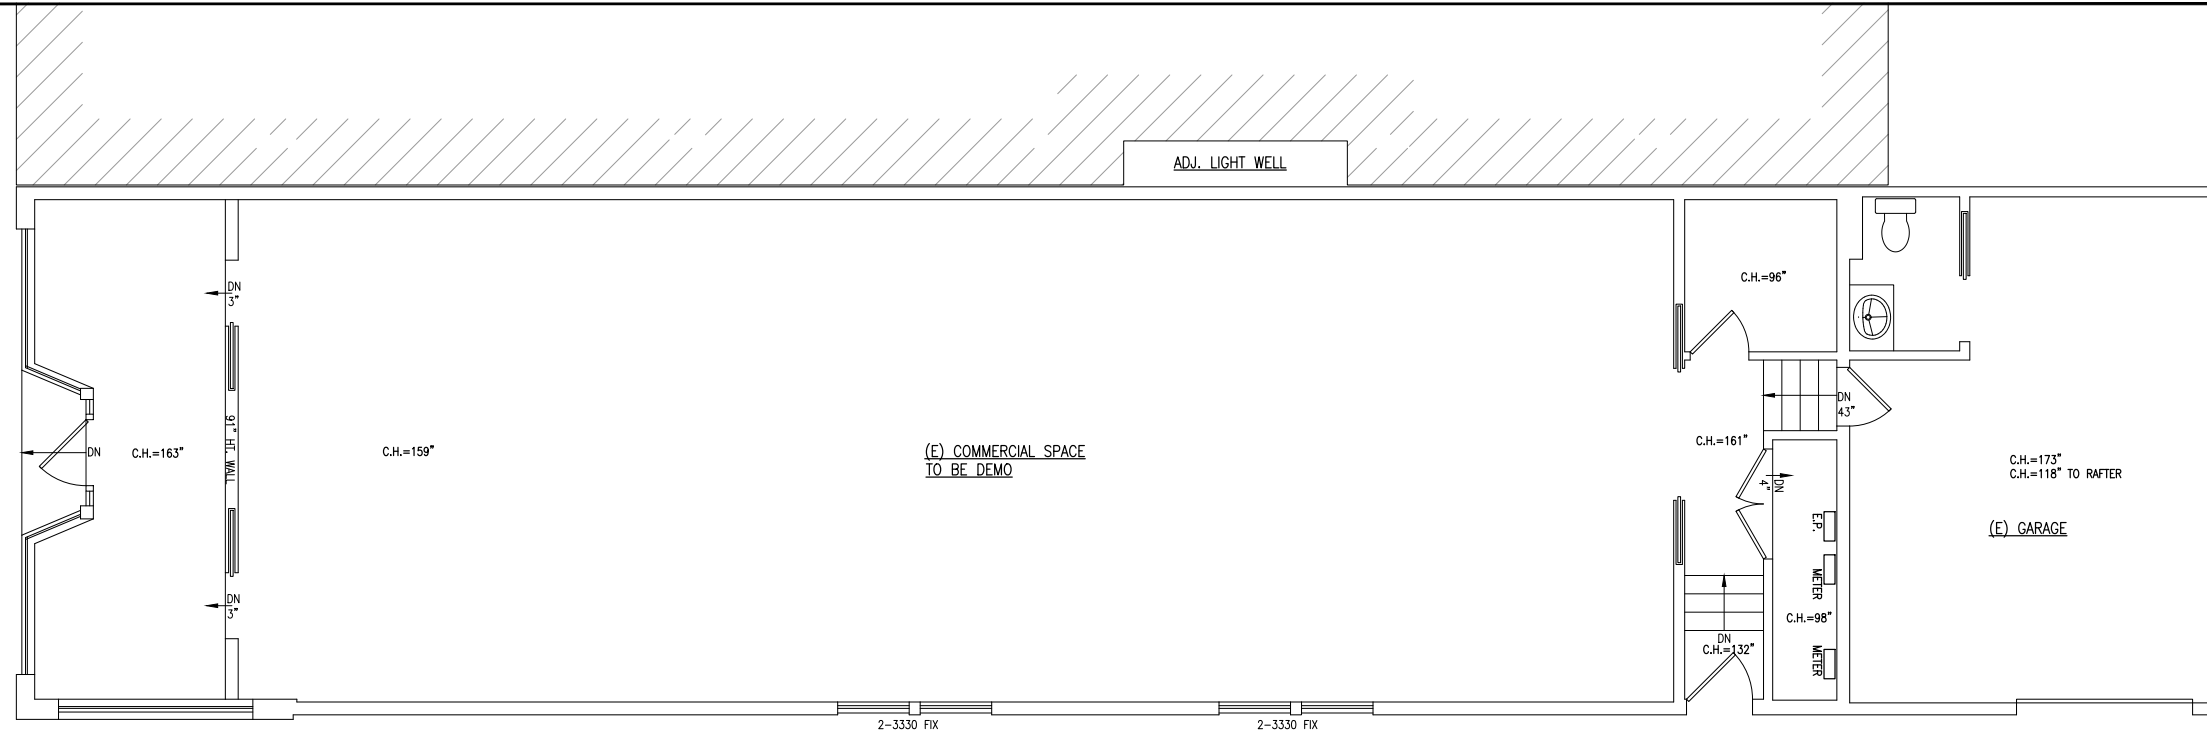 ADJ. LIGHT WELL
DN
3"
C.H.=96"
DN
43"
91" HT. WALL
DN
C.H.=163"
C.H.=159"
(E) COMMERCIAL SPACE
TO BE DEMO
C.H.=161"
C.H.=173"
C.H.=118" TO RAFTER
DN
4"
E.P.
(E) GARAGE
METER
DN
3"
C.H.=98"
DN
C.H.=132"
METER
2-3330 FIX
2-3330 FIX